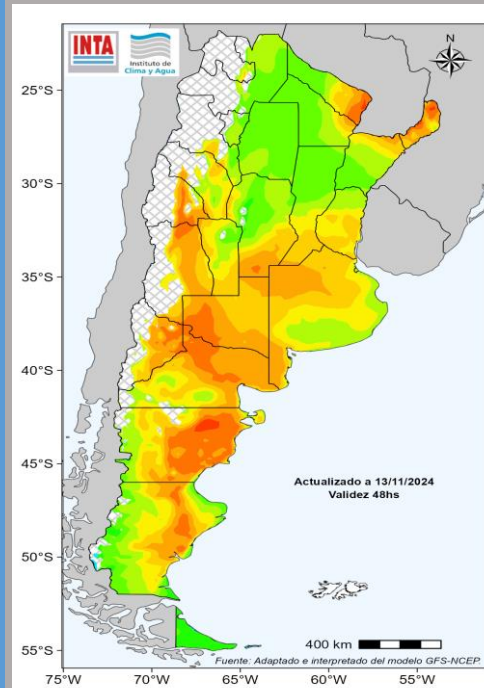 INTA
Instituto de
Clima y Agua
N
25°S
30°S
35°S
40°S
45°S
50°S
55°S
Actualizado a 13/11/2024
Validez 48hs
400 km
Fuente: Adaptado e interpretado del modelo GFS-NCEP.
75°W 70°W 65°W 60°W 55°W